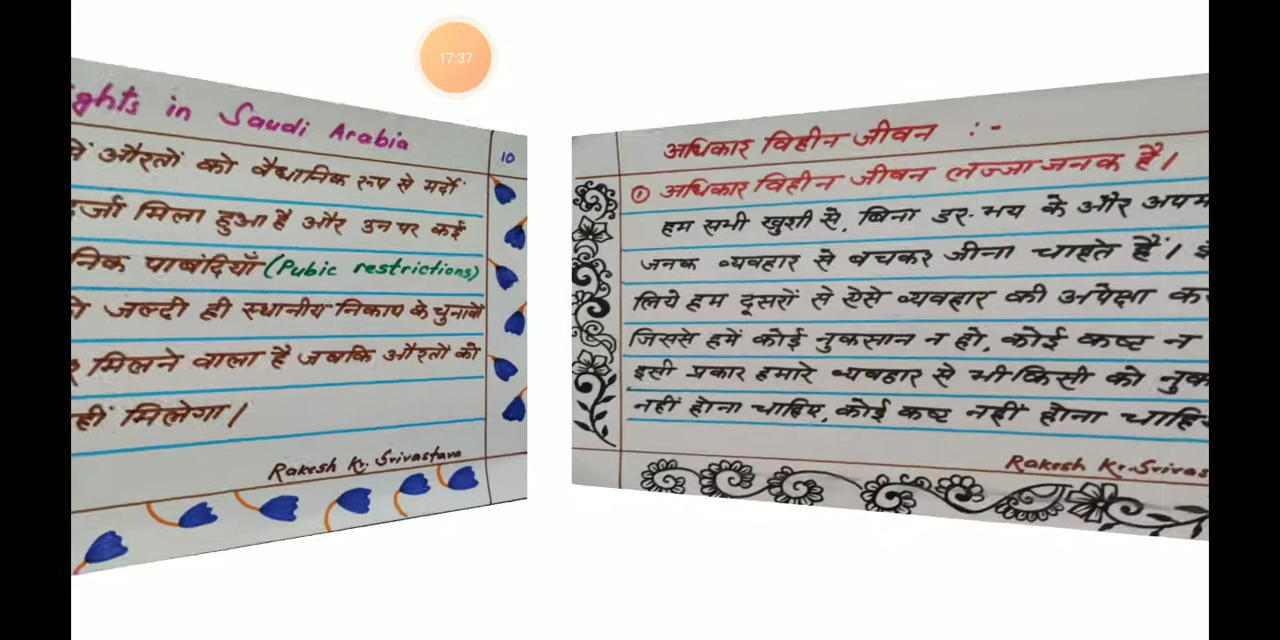 17:37
ghts in Saudi Arabia
में औरतों को वैधानिक रूप से मर्दों
दर्जा मिला हुआ है और उन पर कई
निक पाबंदियाँ (Pubic restrictions)
जल्दी ही स्थानीय निकाय के चुनावों
मिलने वाला है जबकि औरतों को
हीं मिलेगा।
Rakesh Kr. Srivastava
10
अधिकार विहीन जीवन :-
① अधिकार विहीन जीवन लज्जाजनक है।
हम सभी खुशी से, बिना डर-भय के और अपम
जनक व्यवहार से बचकर जीना चाहते हैं। इ
लिये हम दूसरों से ऐसे व्यवहार की अपेक्षा क
जिससे हमें कोई नुकसान न हो, कोई कष्ट न
इसी प्रकार हमारे व्यवहार से भी किसी को नुक
नहीं होना चाहिए, कोई कष्ट नहीं होना चाहि
Rakesh Kr. Srivas